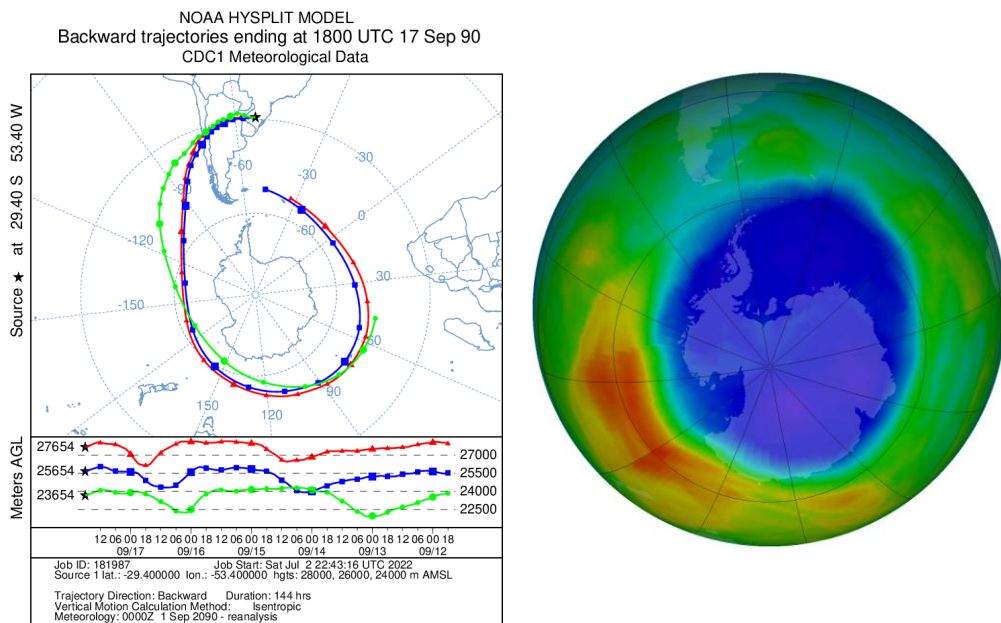 NOAA HYSPLIT MODEL
Backward trajectories ending at 1800 UTC 17 Sep 90
CDC1 Meteorological Data
Source ★ at 29.40 S 53.40 W
-30
-30
0
-60
60
30
-90
-120
60
-150
90
150
120
Meters AGL
27654
27000
25654
25500
24000
23654
22500
12 06 00 18 12 06 00 18 12 06 00 18 12 06 00 18 12 06 00 18 12 06 00 18
09/17 09/16 09/15 09/14 09/13 09/12
Job ID: 181987 Job Start: Sat Jul 2 22:43:16 UTC 2022
Source 1 lat.: -29.400000 lon.: -53.400000 hgts: 28000, 26000, 24000 m AMSL
Trajectory Direction: Backward Duration: 144 hrs
Vertical Motion Calculation Method: Isentropic
Meteorology: 0000Z 1 Sep 2090 - reanalysis